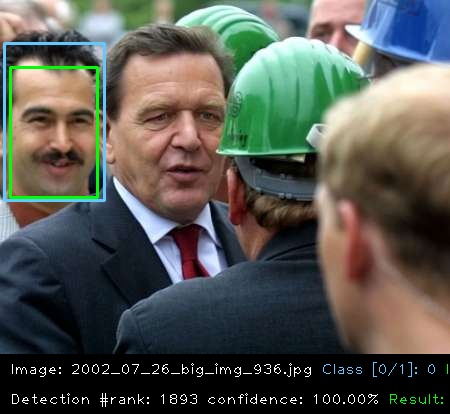 Image: 2002_07_26_big_img_936.jpg Class [0/1]: 0
Detection #rank: 1893 confidence: 100.00% Result: